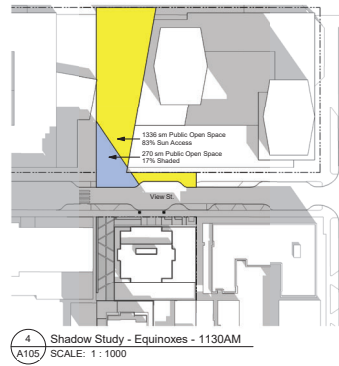 1336 sm Public Open Space
83% Sun Access
270 sm Public Open Space
17% Shaded
View St.
4
A105
Shadow Study - Equinoxes - 1130AM
SCALE: 1 : 1000